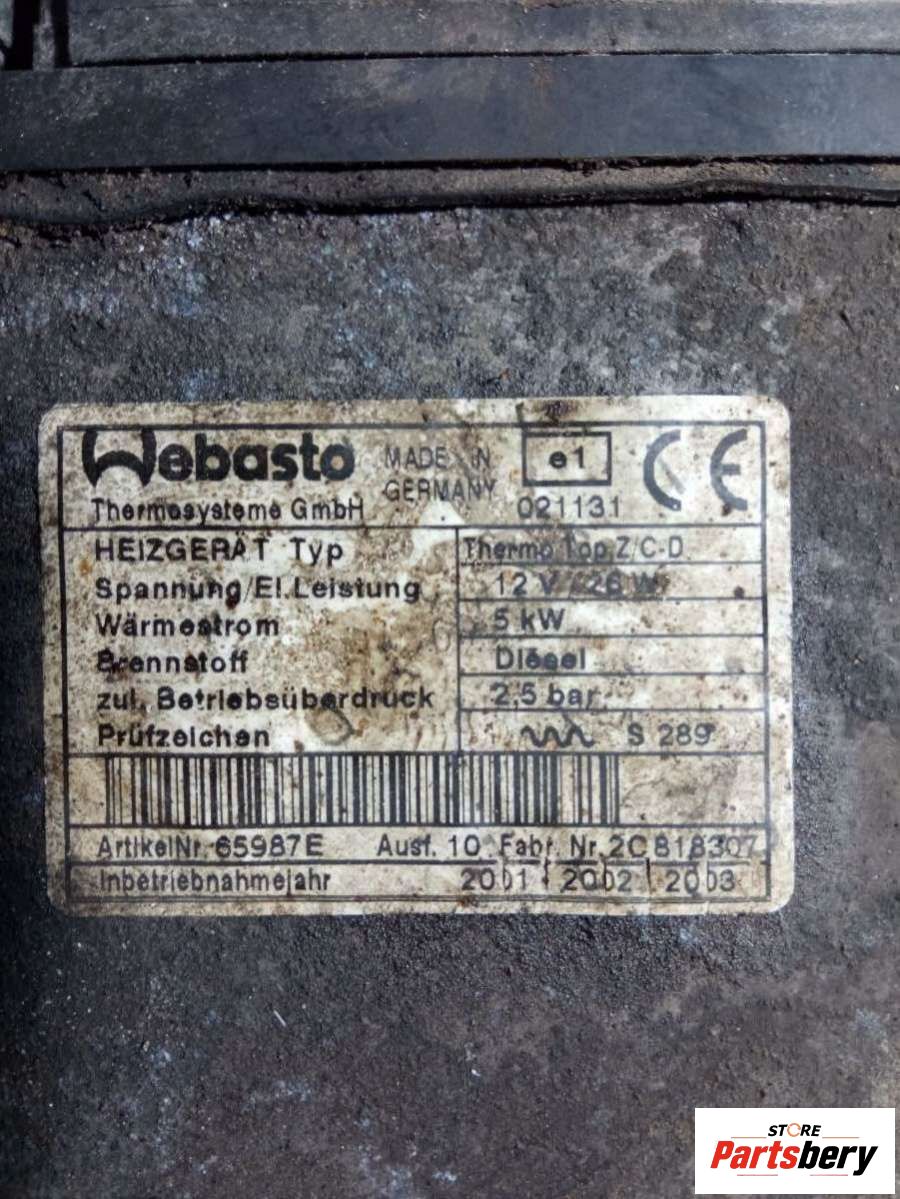 Webasto MADE IN GERMANY e1 CE
Thermosysteme GmbH 021131
HEIZGERÄT Typ Thermo Top Z/C-D
Spannung/El.Leistung 12 V / 26 W
Wärmestrom 5 kW
Brennstoff Diesel
zul. Betriebsüberdruck 2,5 bar
Prüfzeichen S 289
ArtikelNr. 65987E Ausf. 10 Fabr. Nr. 2C818307
Inbetriebnahmejahr 2001 2002 2003
STORE
Partsbery